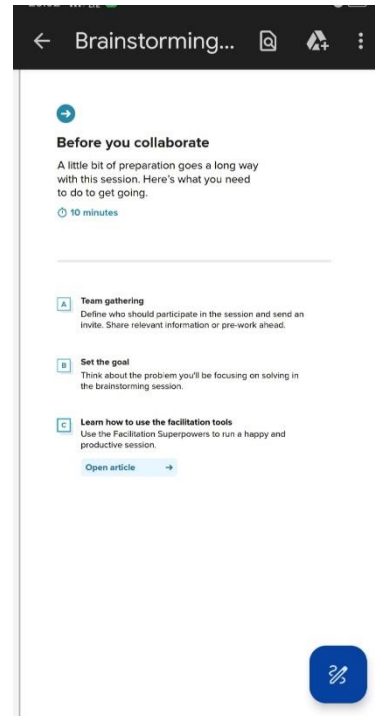 Brainstorming...
Before you collaborate
A little bit of preparation goes a long way
with this session. Here's what you need
to do to get going.
10 minutes
A
Team gathering
Define who should participate in the session and send an
invite. Share relevant information or pre-work ahead.
B
Set the goal
Think about the problem you'll be focusing on solving in
the brainstorming session.
C
Learn how to use the facilitation tools
Use the Facilitation Superpowers to run a happy and
productive session.
Open article